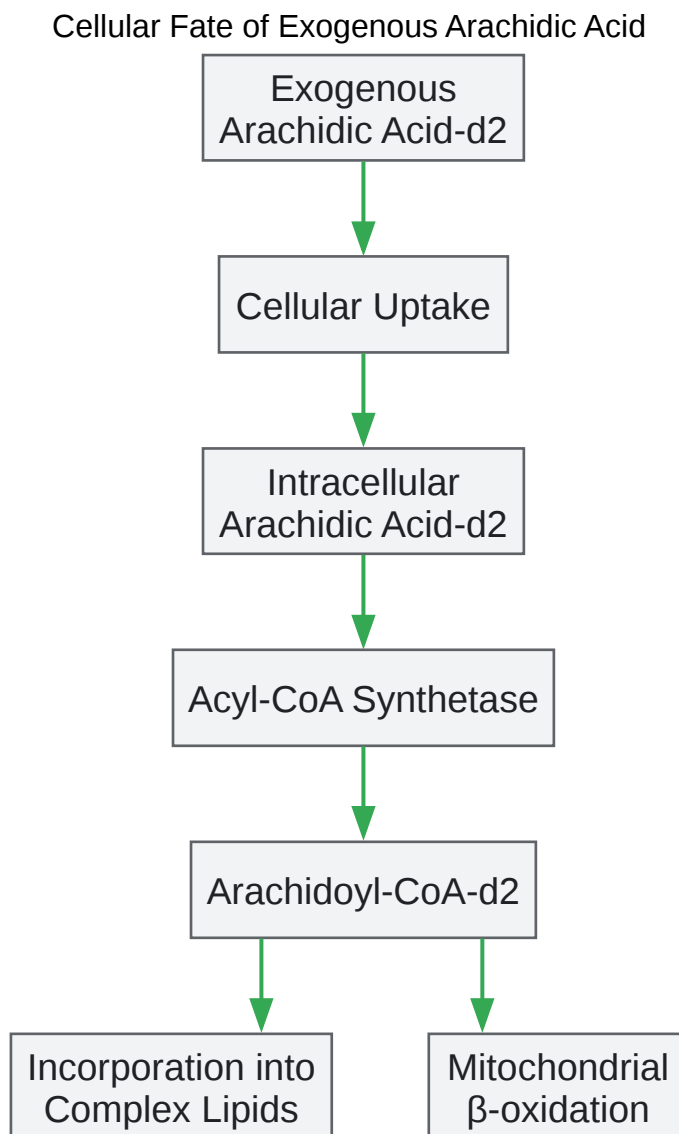 Cellular Fate of Exogenous Arachidic Acid
Exogenous
Arachidic Acid-d2
Cellular Uptake
Intracellular
Arachidic Acid-d2
Acyl-CoA Synthetase
Arachidoyl-CoA-d2
Incorporation into
Complex Lipids
Mitochondrial
β-oxidation